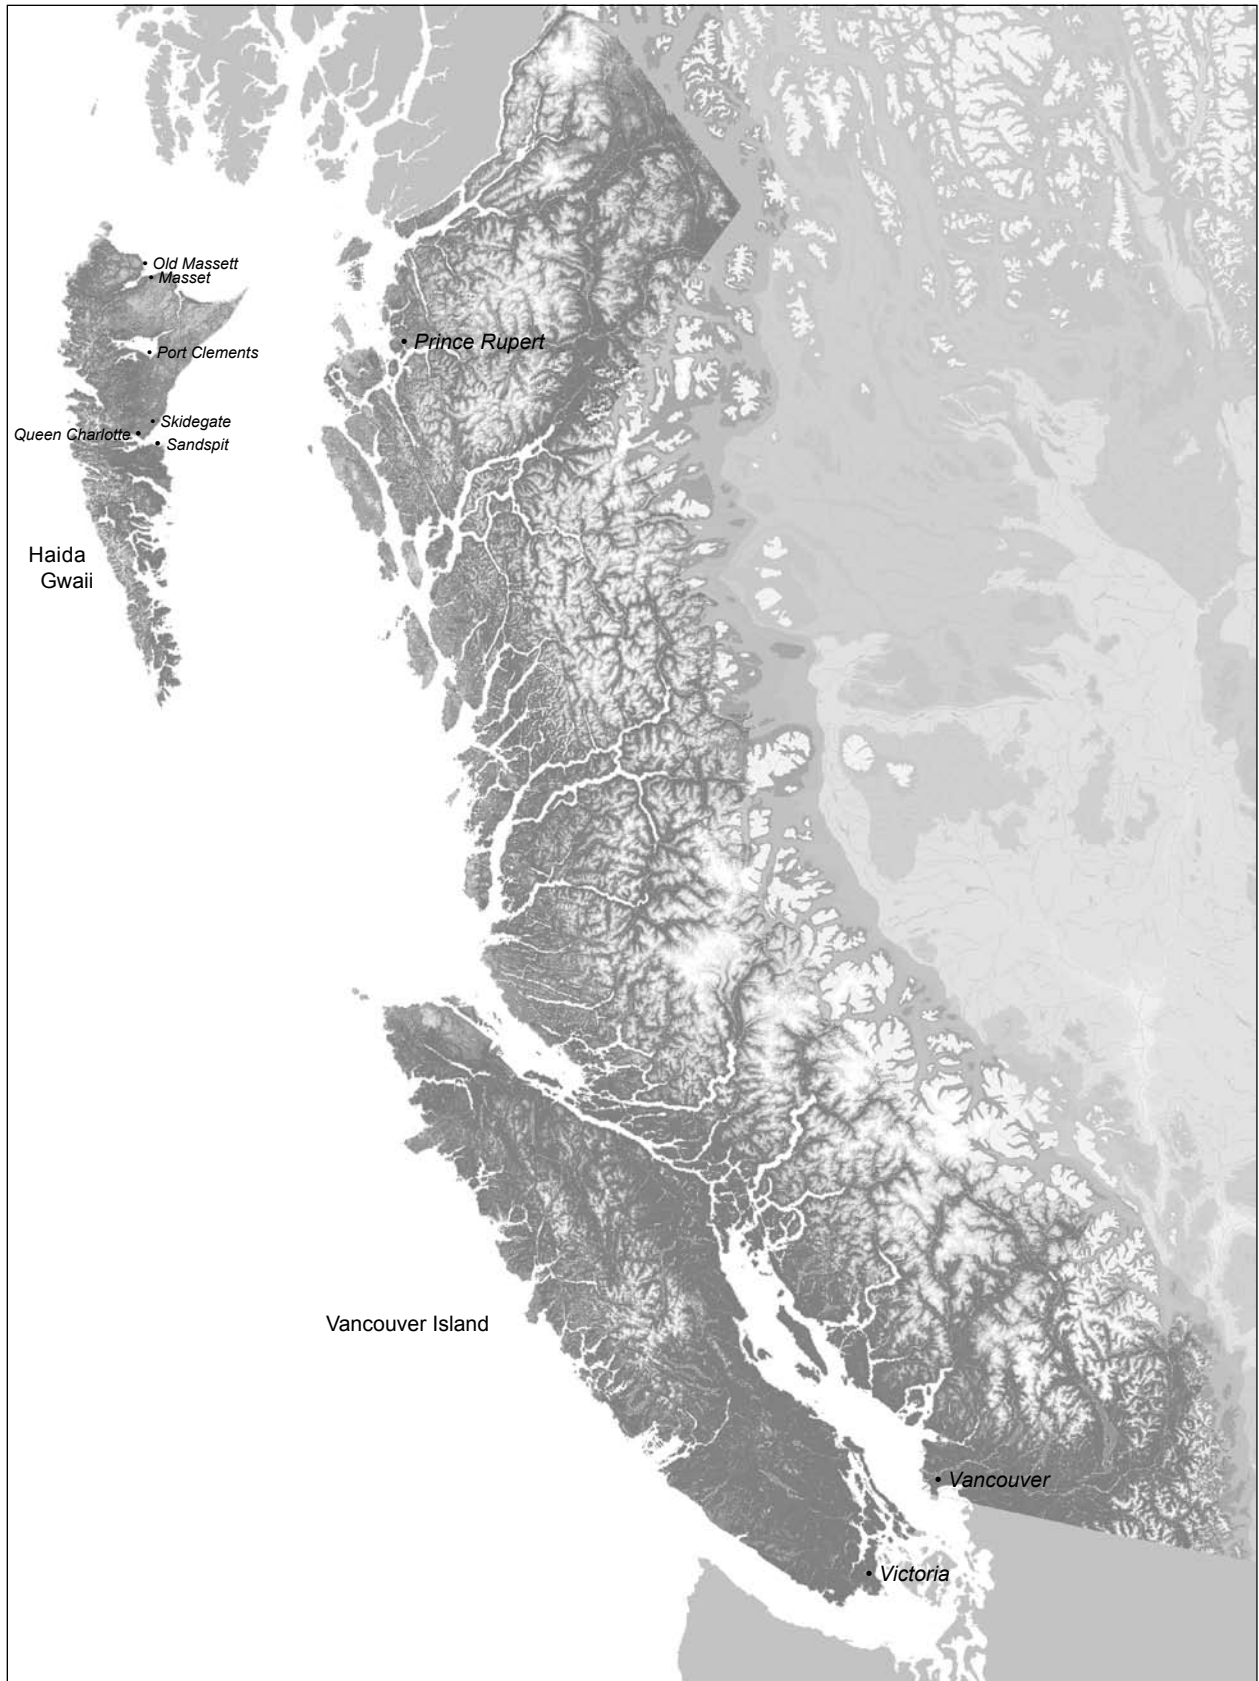 Old Massett
Masset
Prince Rupert
Port Clements
Skidegate
Queen Charlotte
Sandspit
Haida
Gwaii
Vancouver Island
Vancouver
Victoria